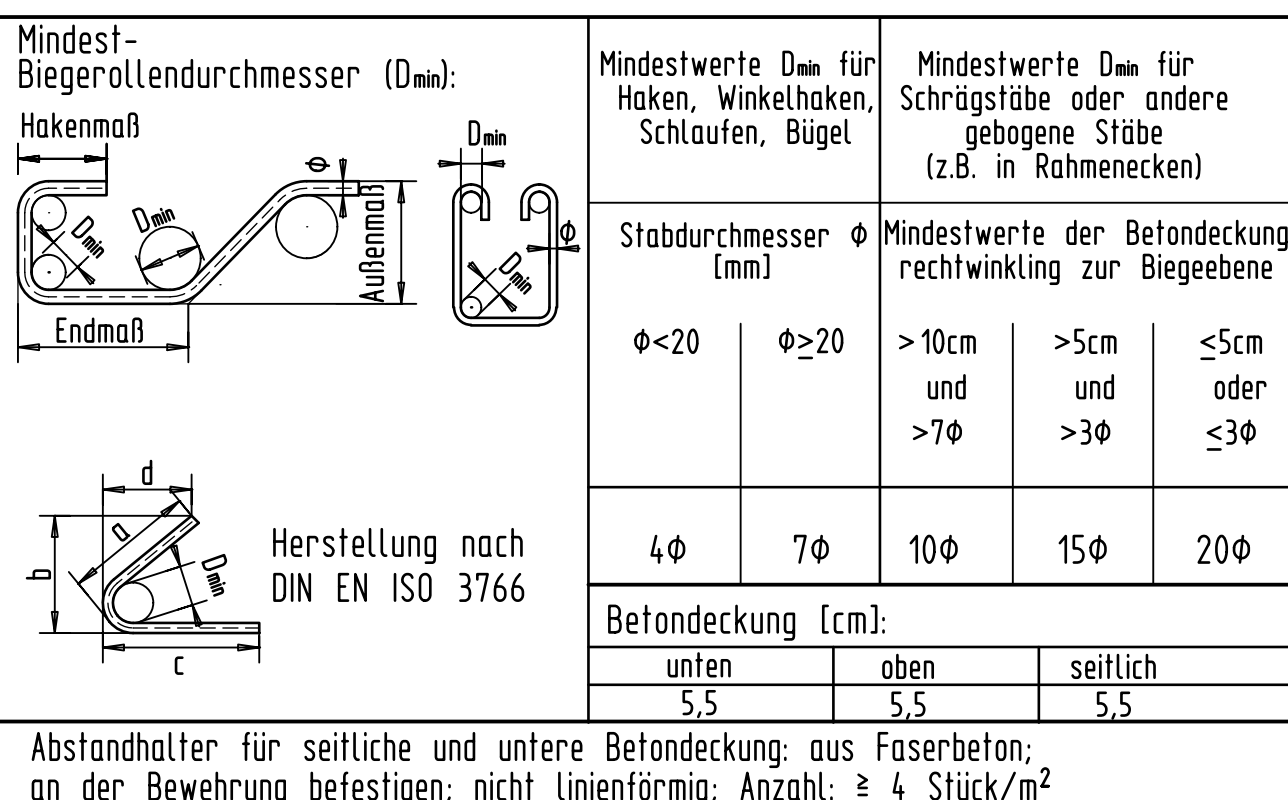 Mindest-
Biegerollendurchmesser (Dmin):
Hakenmaß
Dmin
Φ
Dmin
Dmin
Außenmaß
Φ
Dmin
Endmaß
d
a
b
Dmin
c
Herstellung nach
DIN EN ISO 3766
Mindestwerte Dmin für
Haken, Winkelhaken,
Schlaufen, Bügel
Mindestwerte Dmin für
Schrägstäbe oder andere
gebogene Stäbe
(z.B. in Rahmenecken)
Stabdurchmesser Φ
[mm]
Mindestwerte der Betondeckung
rechtwinkling zur Biegeebene
Φ<20 Φ≥20 >10cm >5cm ≤5cm
und und oder
>7Φ >3Φ ≤3Φ
4Φ 7Φ 10Φ 15Φ 20Φ
Betondeckung [cm]:
unten oben seitlich
5,5 5,5 5,5
Abstandhalter für seitliche und untere Betondeckung: aus Faserbeton;
an der Bewehrung befestigen; nicht linienförmig; Anzahl: ≧ 4 Stück/m²